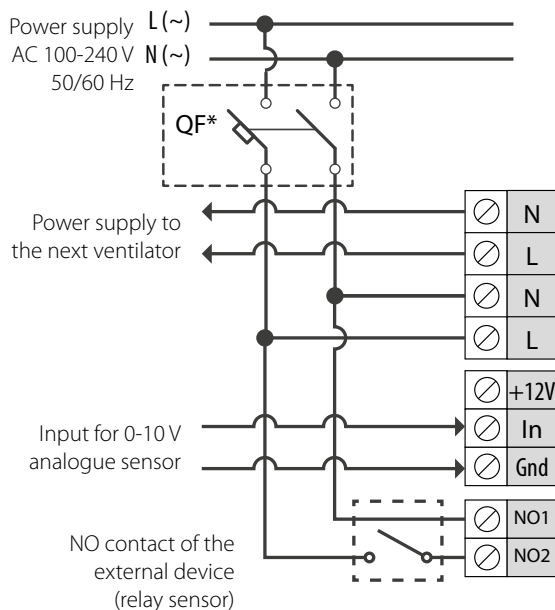 Power supply
AC 100-240 V
50/60 Hz
L (~)
N (~)
QF*
Power supply to
the next ventilator
N
L
N
L
+12V
Input for 0-10 V
analogue sensor
In
Gnd
NO contact of the
external device
(relay sensor)
NO1
NO2